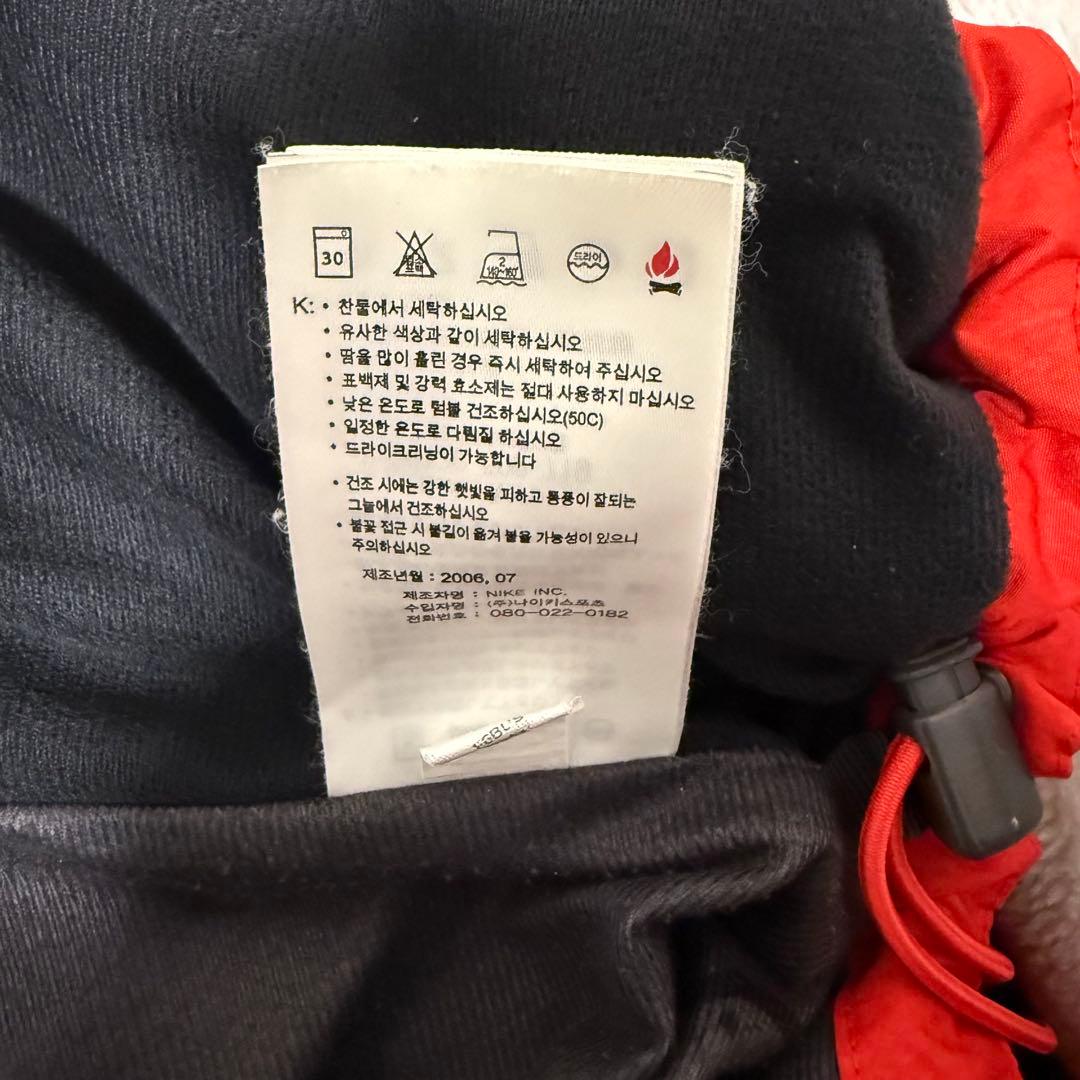 30
염소
표백
2
140~160°
드라이
K: • 찬물에서 세탁하십시오
• 유사한 색상과 같이 세탁하십시오
• 땀을 많이 흘린 경우 즉시 세탁하여 주십시오
• 표백제 및 강력 효소제는 절대 사용하지 마십시오
• 낮은 온도로 텀블 건조하십시오(50C)
• 일정한 온도로 다림질 하십시오
• 드라이크리닝이 가능합니다
• 건조 시에는 강한 햇빛을 피하고 통풍이 잘되는
그늘에서 건조하십시오
• 불꽃 접근 시 불길이 옮겨 붙을 가능성이 있으니
주의하십시오
제조년월 : 2006, 07
제조자명 : NIKE INC.
수입자명 : (주)나이키스포츠
전화번호 : 080-022-0182